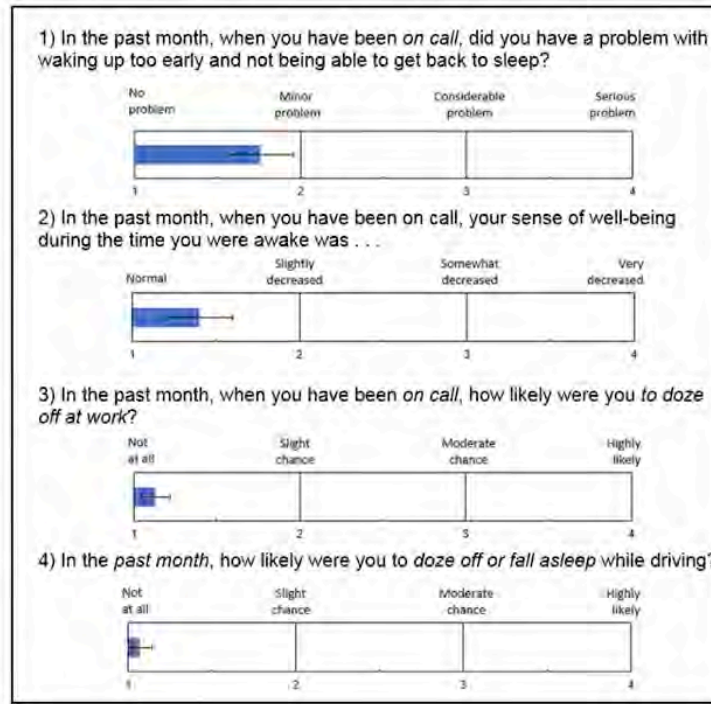 1) In the past month, when you have been on call, did you have a problem with
waking up too early and not being able to get back to sleep?
No Minor Considerable Serious
problem problem problem problem
1 2 3 4
2) In the past month, when you have been on call, your sense of well-being
during the time you were awake was . . .
Slightly Somewhat Very
Normal decreased decreased decreased
1 2 3 4
3) In the past month, when you have been on call, how likely were you to doze
off at work?
Not Slight Moderate Highly
at all chance chance likely
1 2 3 4
4) In the past month, how likely were you to doze off or fall asleep while driving?
Not Slight Moderate Highly
at all chance chance likely
1 2 3 4